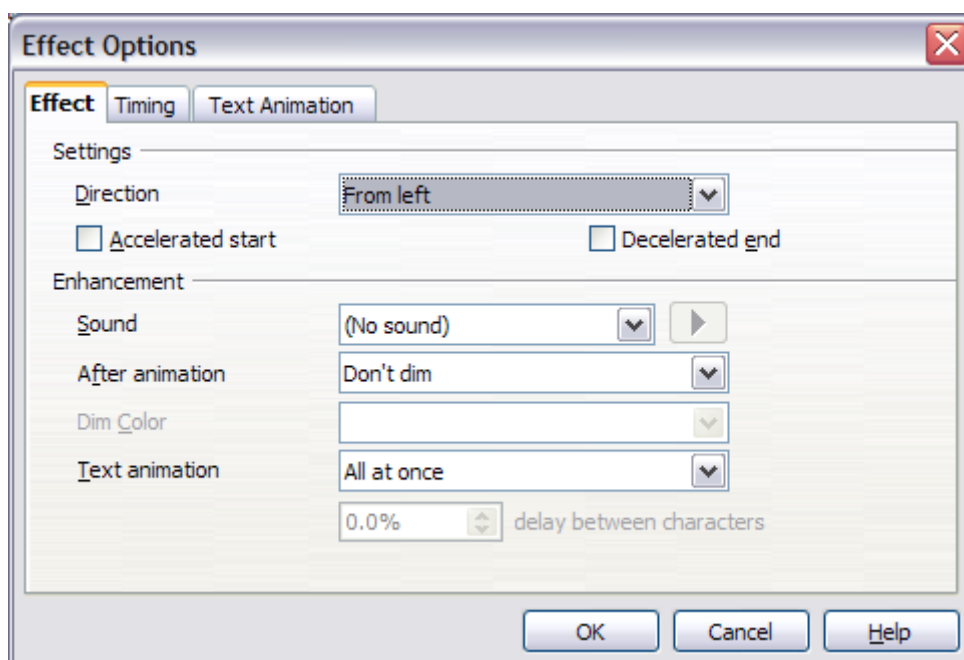 Effect Options
Effect Timing Text Animation
Settings
Direction From left
Accelerated start Decelerated end
Enhancement
Sound (No sound)
After animation Don't dim
Dim Color
Text animation All at once
0.0% delay between characters
OK Cancel Help